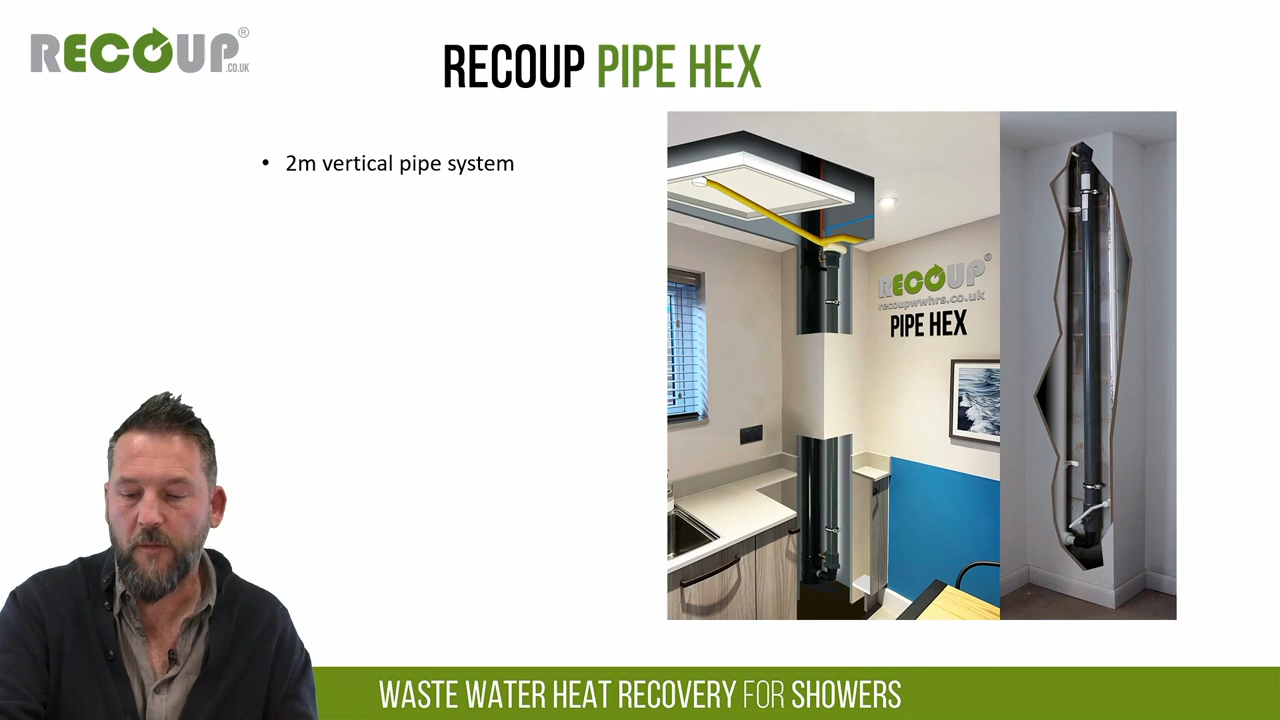 RECOUP®
.CO.UK
RECOUP PIPE HEX
• 2m vertical pipe system
RECOUP®
recoupwwhrs.co.uk
PIPE HEX
WASTE WATER HEAT RECOVERY FOR SHOWERS